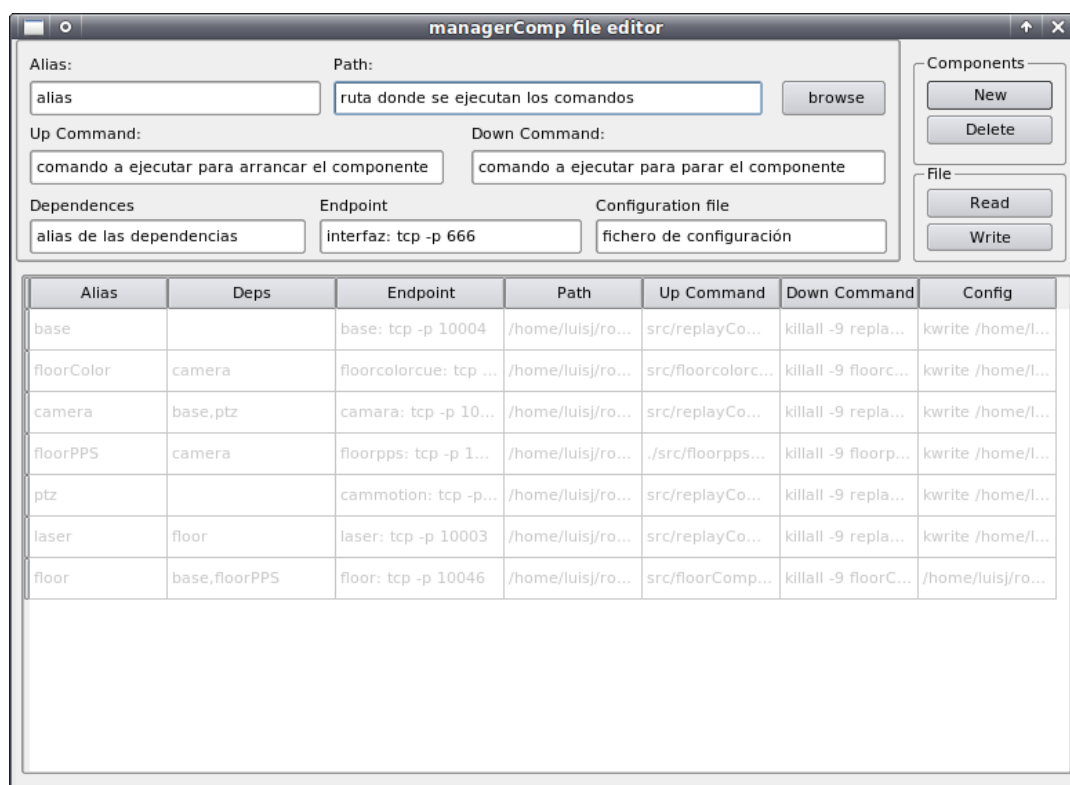 managerComp file editor
Alias: Path:
alias ruta donde se ejecutan los comandos browse
Up Command: Down Command:
comando a ejecutar para arrancar el componente comando a ejecutar para parar el componente
Dependences Endpoint Configuration file
alias de las dependencias interfaz: tcp -p 666 fichero de configuración
Components
New
Delete
File
Read
Write
Alias Deps Endpoint Path Up Command Down Command Config
base base: tcp -p 10004 /home/luisj/ro... src/replayCo... killall -9 repla... kwrite /home/l...
floorColor camera floorcolorcue: tcp ... /home/luisj/ro... src/floorcolorc... killall -9 floorc... kwrite /home/l...
camera base,ptz camara: tcp -p 10... /home/luisj/ro... src/replayCo... killall -9 repla... kwrite /home/l...
floorPPS camera floorpps: tcp -p 1... /home/luisj/ro... ./src/floorpps... killall -9 floorp... kwrite /home/l...
ptz cammotion: tcp -p... /home/luisj/ro... src/replayCo... killall -9 repla... kwrite /home/l...
laser floor laser: tcp -p 10003 /home/luisj/ro... src/replayCo... killall -9 repla... kwrite /home/l...
floor base,floorPPS floor: tcp -p 10046 /home/luisj/ro... src/floorComp... killall -9 floorC... /home/luisj/ro...